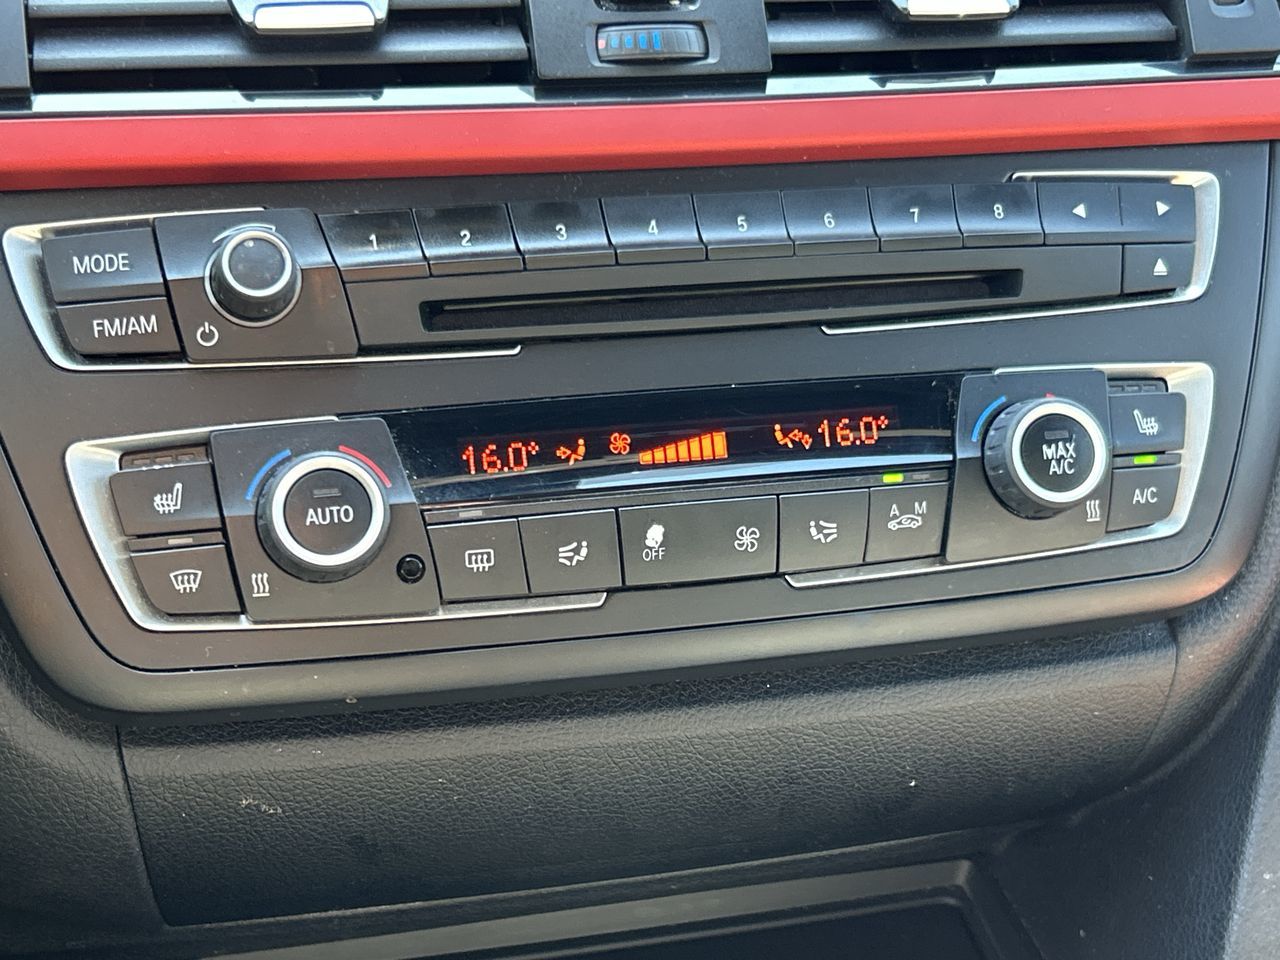 MODE
1 2 3 4 5 6 7 8
FM/AM
16.0° 16.0°
AUTO
MAX
A/C
A/C
OFF
A M